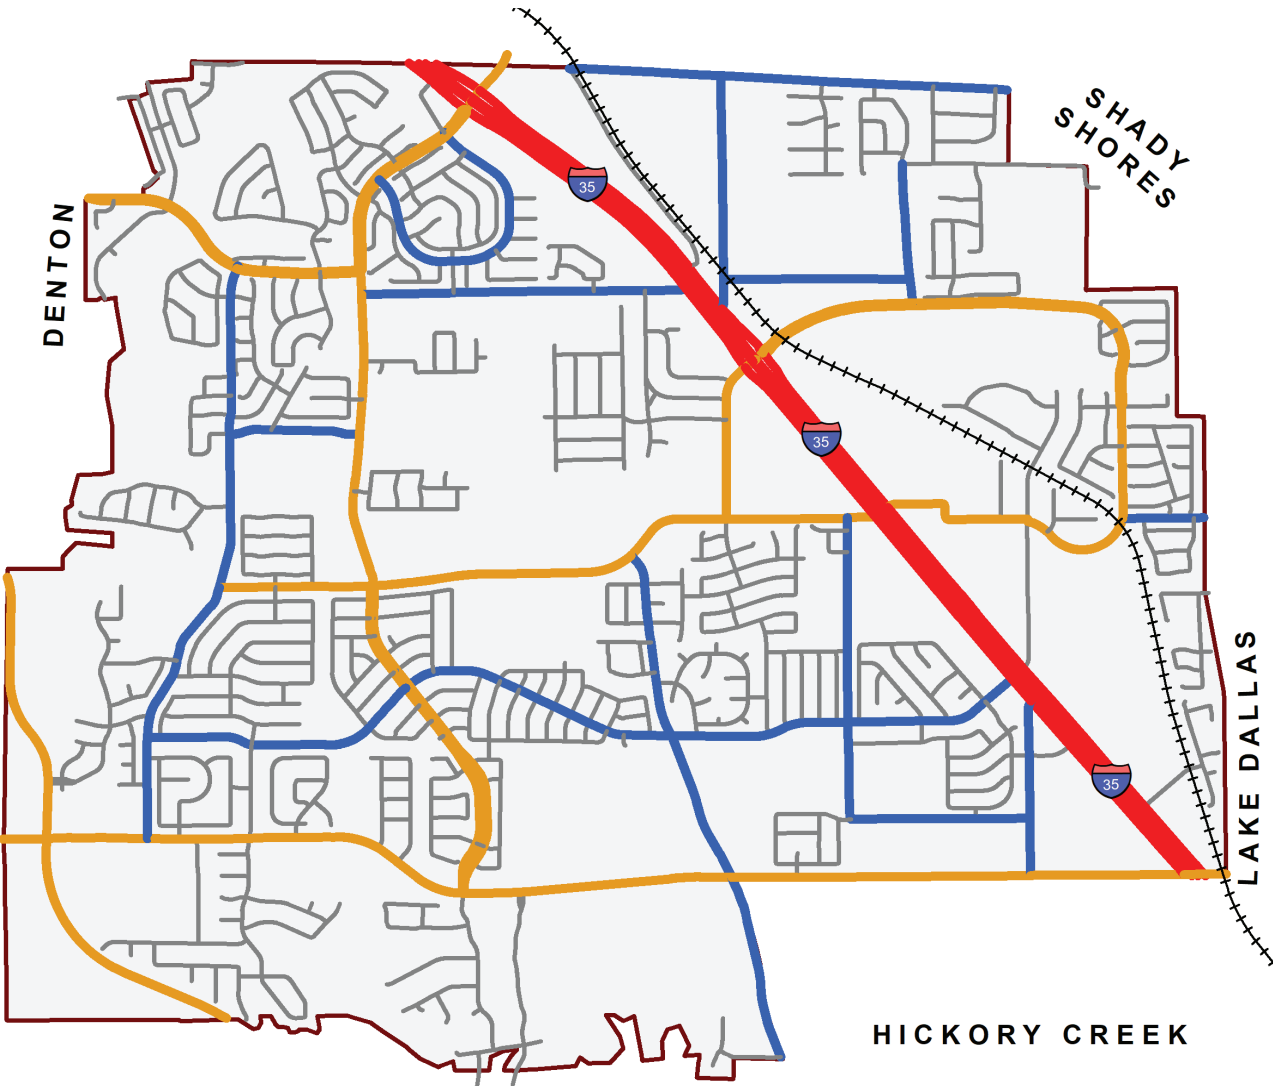 SHADY
SHORES
35
DENTON
35
LAKE DALLAS
35
HICKORY CREEK